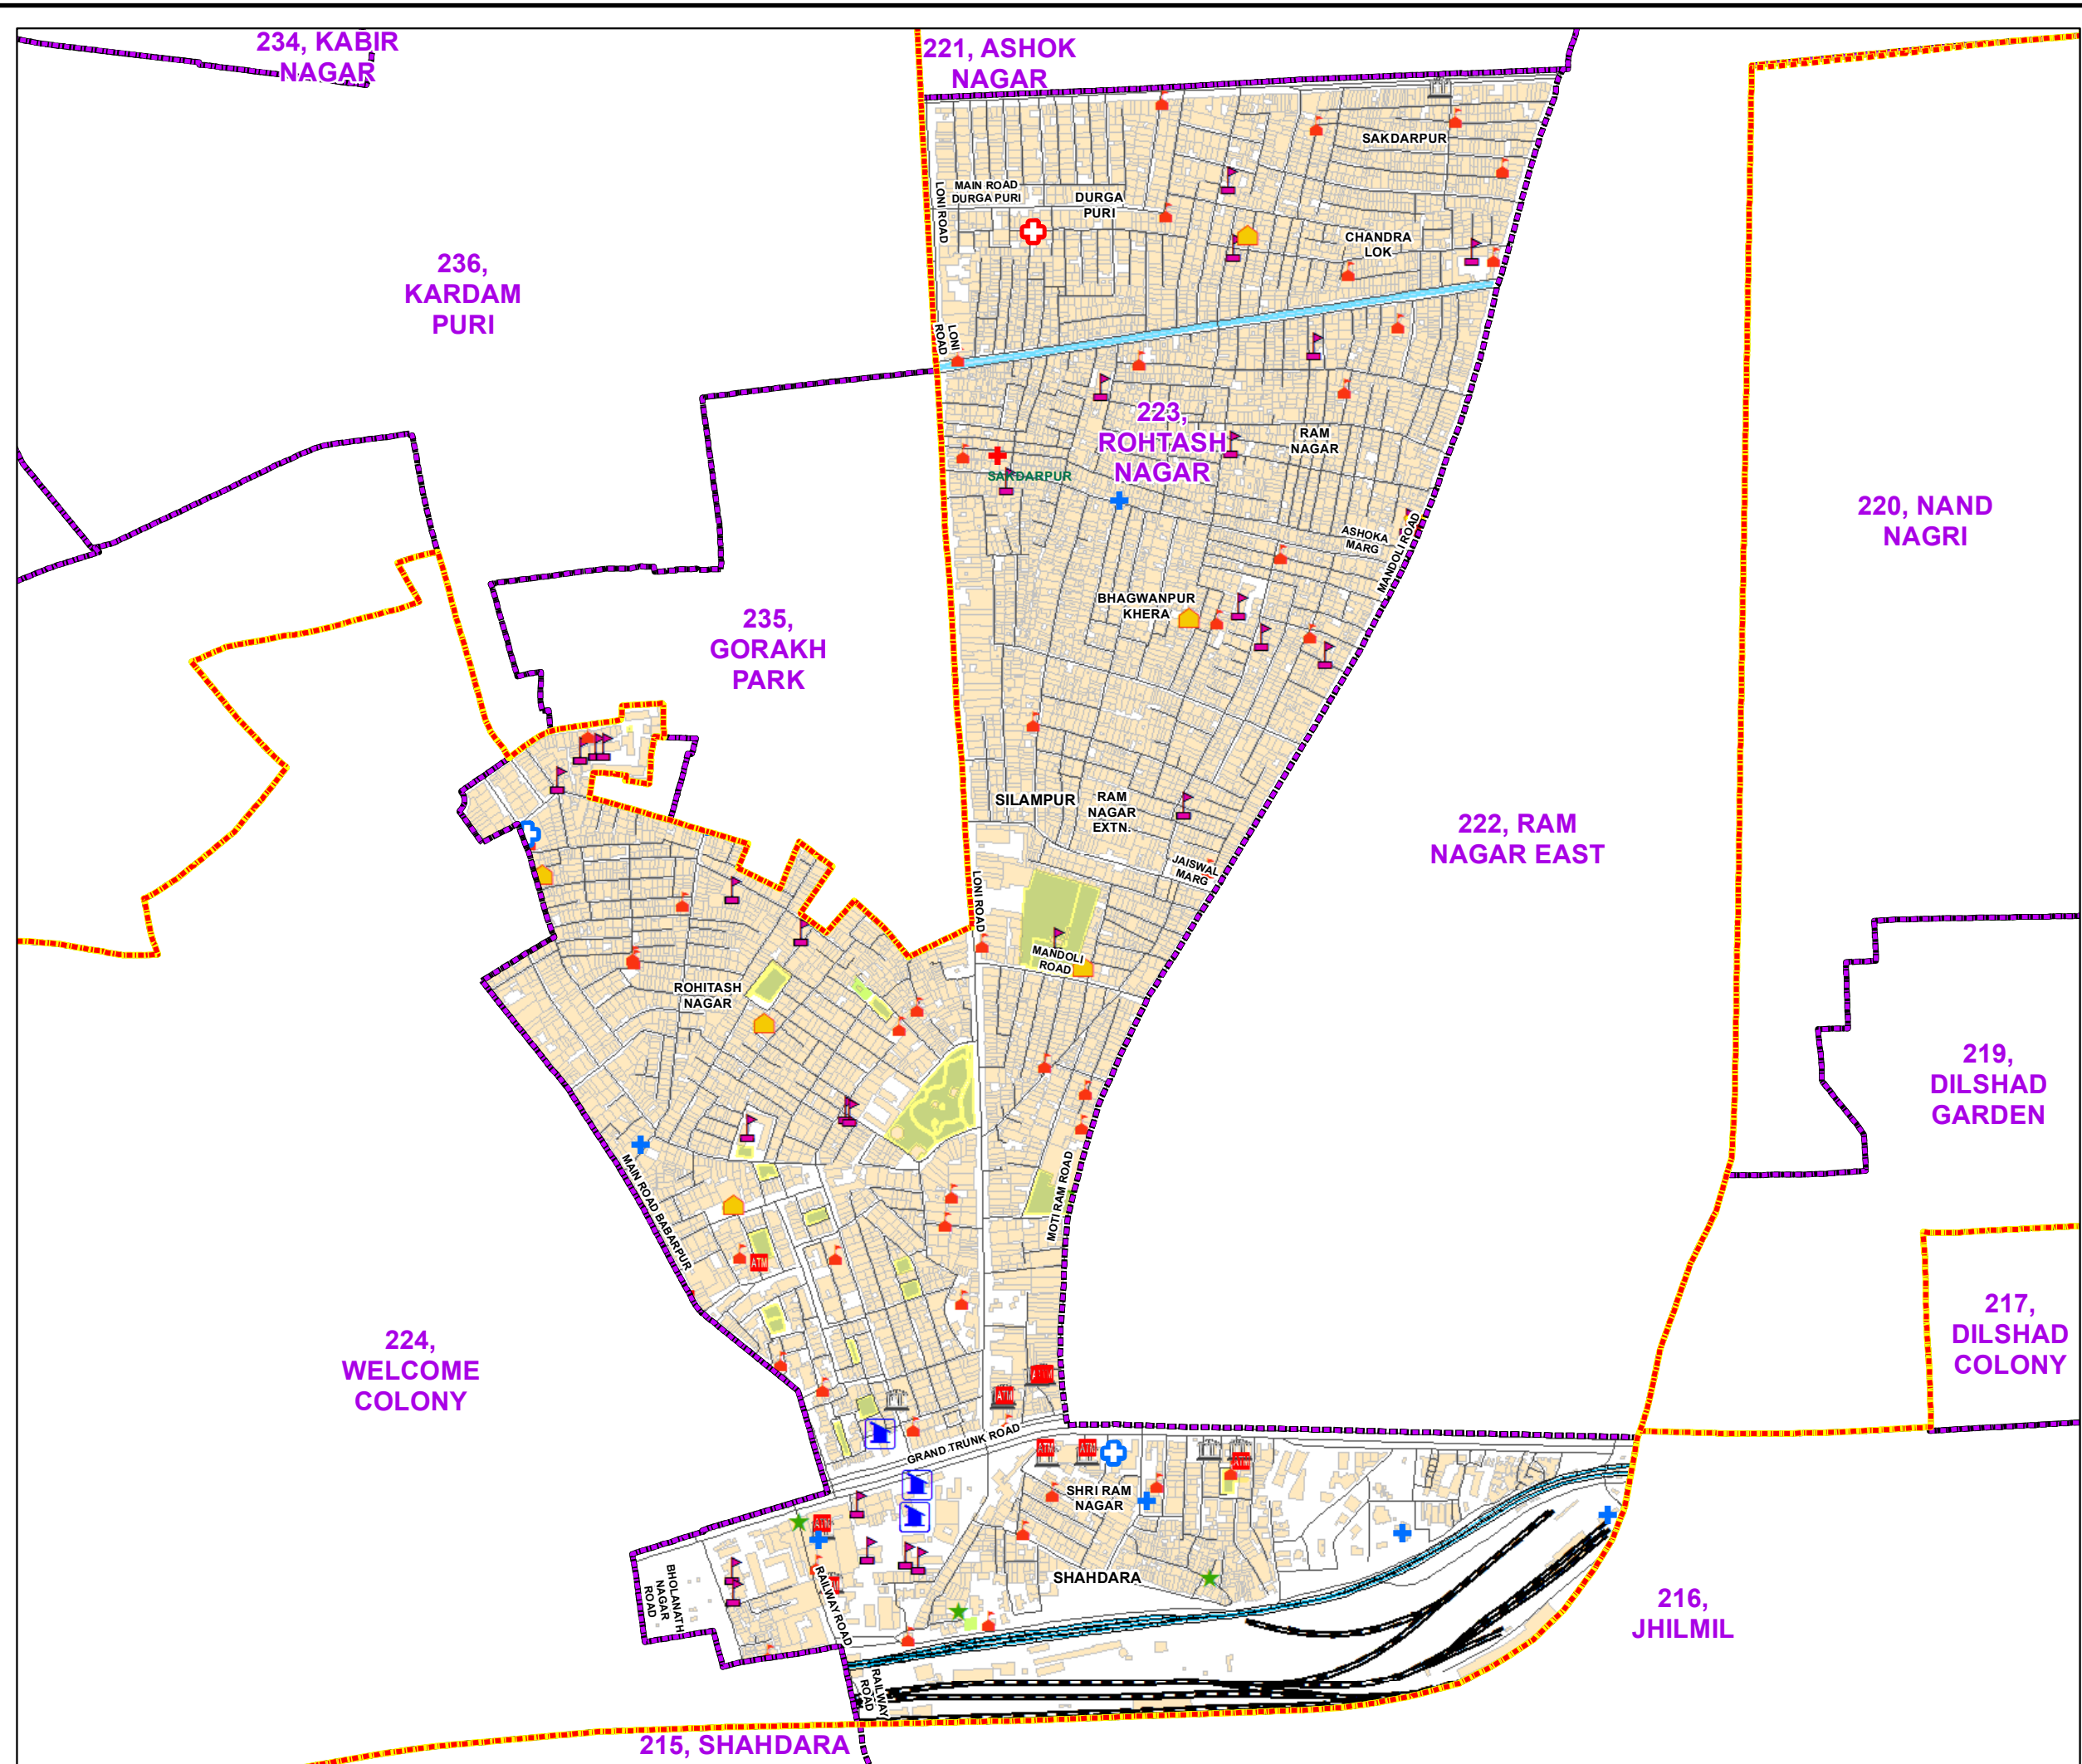 234, KABIR
NAGAR
221, ASHOK
NAGAR
SAKDARPUR
MAIN ROAD
DURGA PURI
DURGA
PURI
LONI ROAD
CHANDRA
LOK
236,
KARDAM
PURI
LONI
ROAD
223,
ROHTASH
NAGAR
RAM
NAGAR
SAKDARPUR
220, NAND
NAGRI
ASHOKA
MARG
MANDOLI ROAD
BHAGWANPUR
KHERA
235,
GORAKH
PARK
SILAMPUR
RAM
NAGAR
EXTN.
222, RAM
NAGAR EAST
JAISWAL
MARG
LONI ROAD
MANDOLI
ROAD
ROHITASH
NAGAR
219,
DILSHAD
GARDEN
MAIN ROAD BABARPUR
MOTI RAM ROAD
ATM
217,
DILSHAD
COLONY
224,
WELCOME
COLONY
ATM
ATM
GRAND TRUNK ROAD
ATM
ATM
ATM
SHRI RAM
NAGAR
ATM
SHAHDARA
BHOLANATH
NAGAR
ROAD
RAILWAY ROAD
216,
JHILMIL
RAILWAY
ROAD
215, SHAHDARA